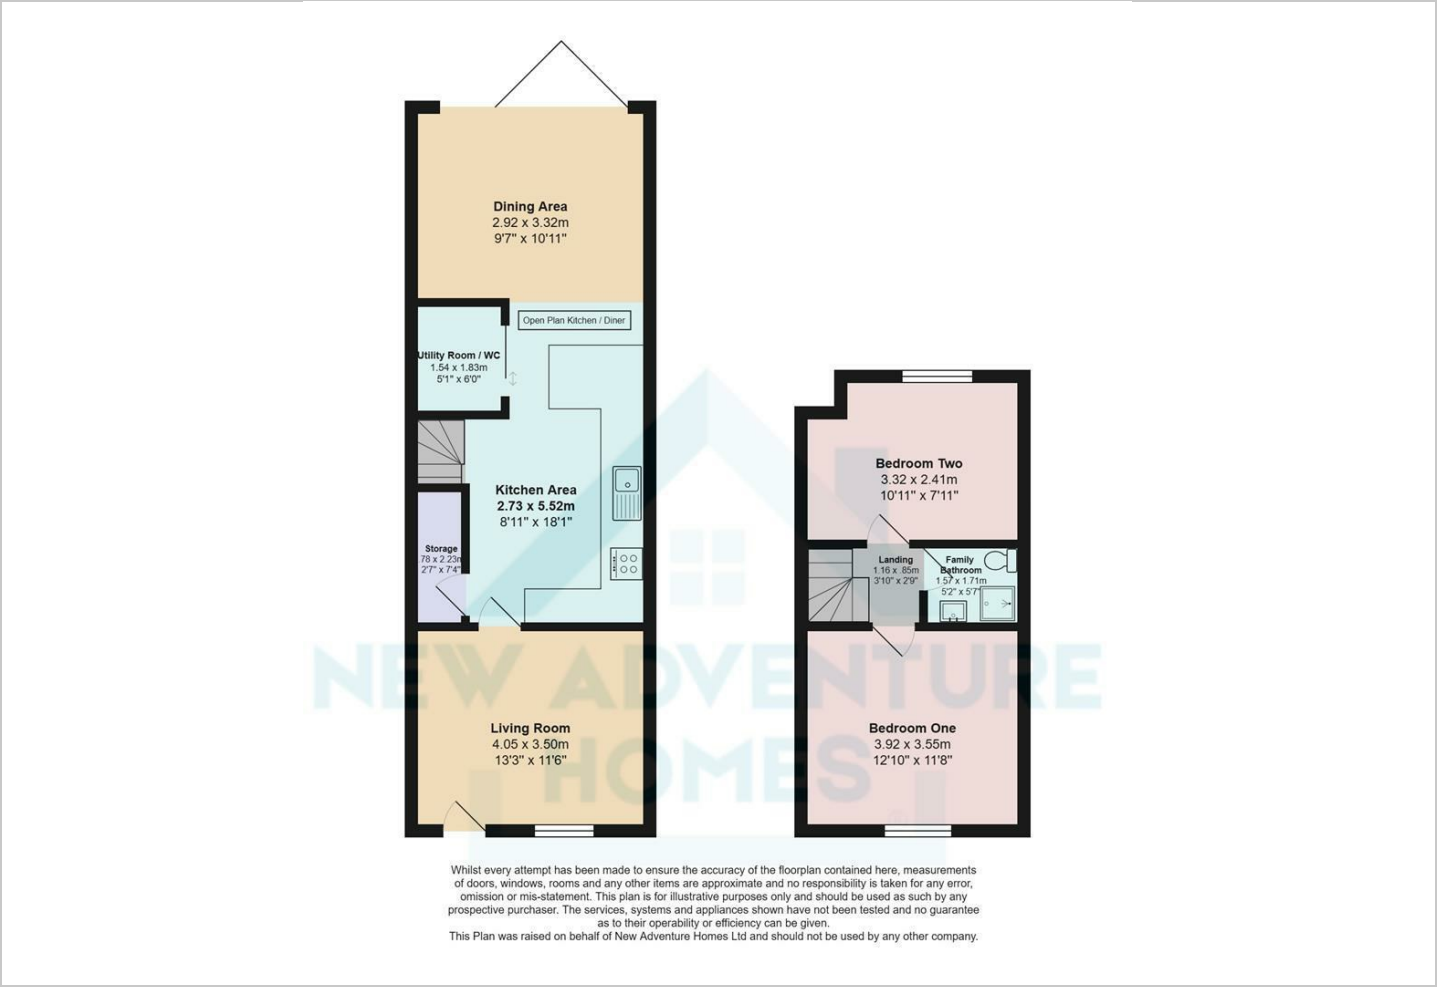 Dining Area
2.92 x 3.32m
9'7" x 10'11"
Open Plan Kitchen / Diner
Utility Room / WC
1.54 x 1.83m
5'1" x 6'0"
Kitchen Area
2.73 x 5.52m
8'11" x 18'1"
Storage
78 x 2.23m
2'7" x 7'4"
Living Room
4.05 x 3.50m
13'3" x 11'6"
Bedroom Two
3.32 x 2.41m
10'11" x 7'11"
Landing
1.16 x .85m
3'10" x 2'9"
Family
Bathroom
1.57 x 1.71m
5'2" x 5'7"
Bedroom One
3.92 x 3.55m
12'10" x 11'8"
NEW ADVENTURE
HOMES
Whilst every attempt has been made to ensure the accuracy of the floorplan contained here, measurements
of doors, windows, rooms and any other items are approximate and no responsibility is taken for any error,
omission or mis-statement. This plan is for illustrative purposes only and should be used as such by any
prospective purchaser. The services, systems and appliances shown have not been tested and no guarantee
as to their operability or efficiency can be given.
This Plan was raised on behalf of New Adventure Homes Ltd and should not be used by any other company.